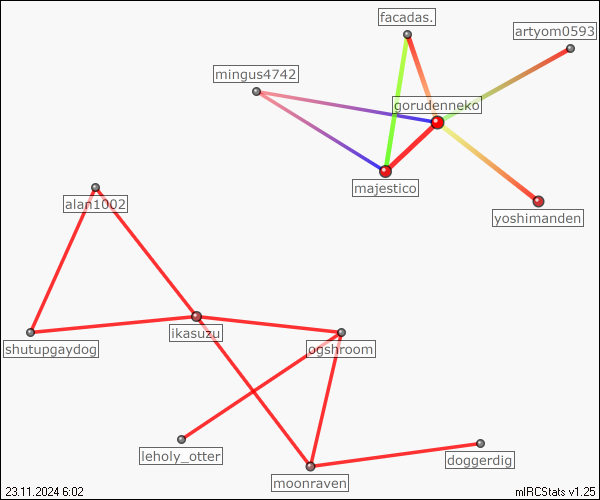 facadas.
artyom0593
mingus4742
gorudenneko
majestico
alan1002
yoshimanden
ikasuzu
shutupgaydog
ogshroom
leholy_otter
doggerdig
moonraven
23.11.2024 6:02
mIRCStats v1.25